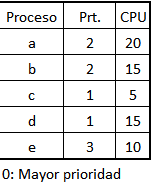 Proceso Prt. CPU
a 2 20
b 2 15
c 1 5
d 1 15
e 3 10
0: Mayor prioridad